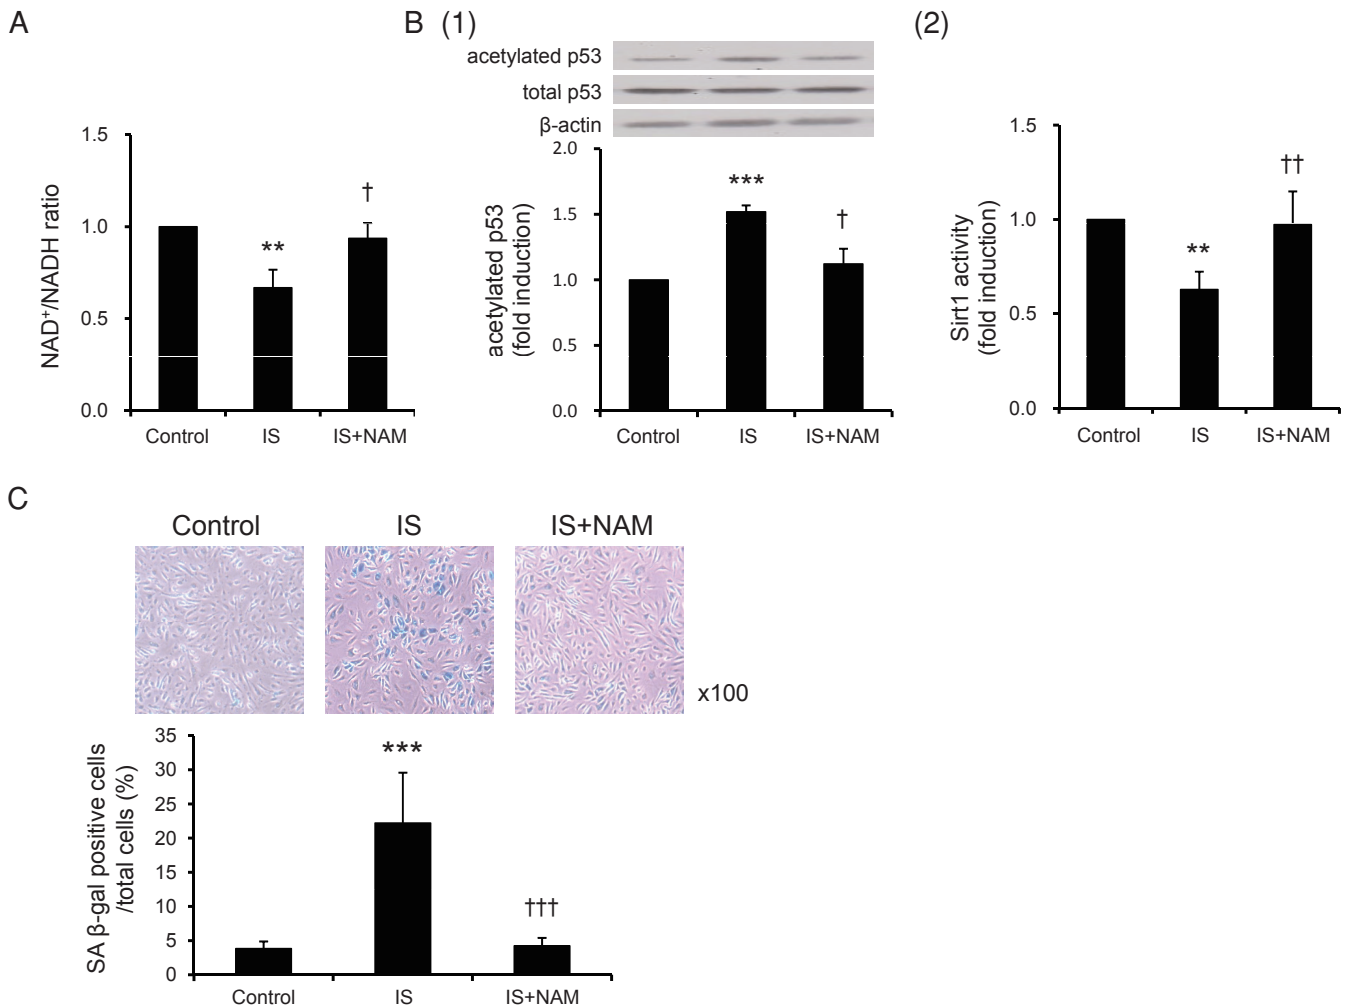 A
B (1)
(2)
acetylated p53
total p53
β-actin
1.5
1.0
0.5
0.0
NAD⁺/NADH ratio
**
†
Control IS IS+NAM
2.0
1.5
1.0
0.5
0.0
acetylated p53
(fold induction)
***
†
Control IS IS+NAM
1.5
1.0
0.5
0.0
Sirt1 activity
(fold induction)
**
††
Control IS IS+NAM
C
Control IS IS+NAM
x100
35
30
25
20
15
10
5
0
SA β-gal positive cells
/total cells (%)
***
†††
Control IS IS+NAM